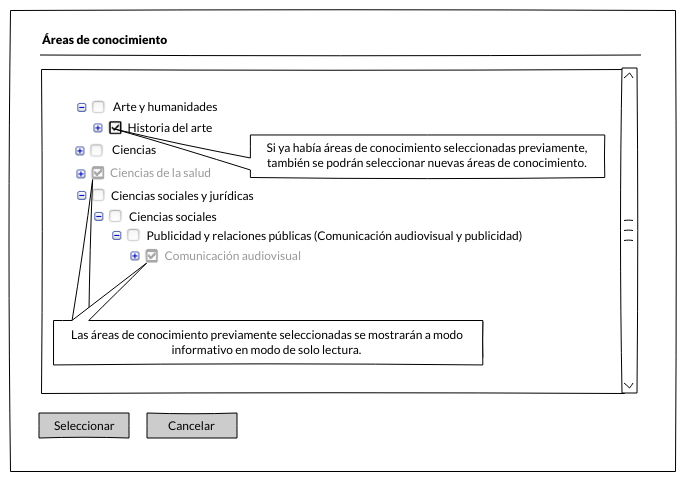 Áreas de conocimiento
Arte y humanidades
Historia del arte
Si ya había áreas de conocimiento seleccionadas previamente,
también se podrán seleccionar nuevas áreas de conocimiento.
Ciencias
Ciencias de la salud
Ciencias sociales y jurídicas
Ciencias sociales
Publicidad y relaciones públicas (Comunicación audiovisual y publicidad)
Comunicación audiovisual
Las áreas de conocimiento previamente seleccionadas se mostrarán a modo
informativo en modo de solo lectura.
Seleccionar
Cancelar